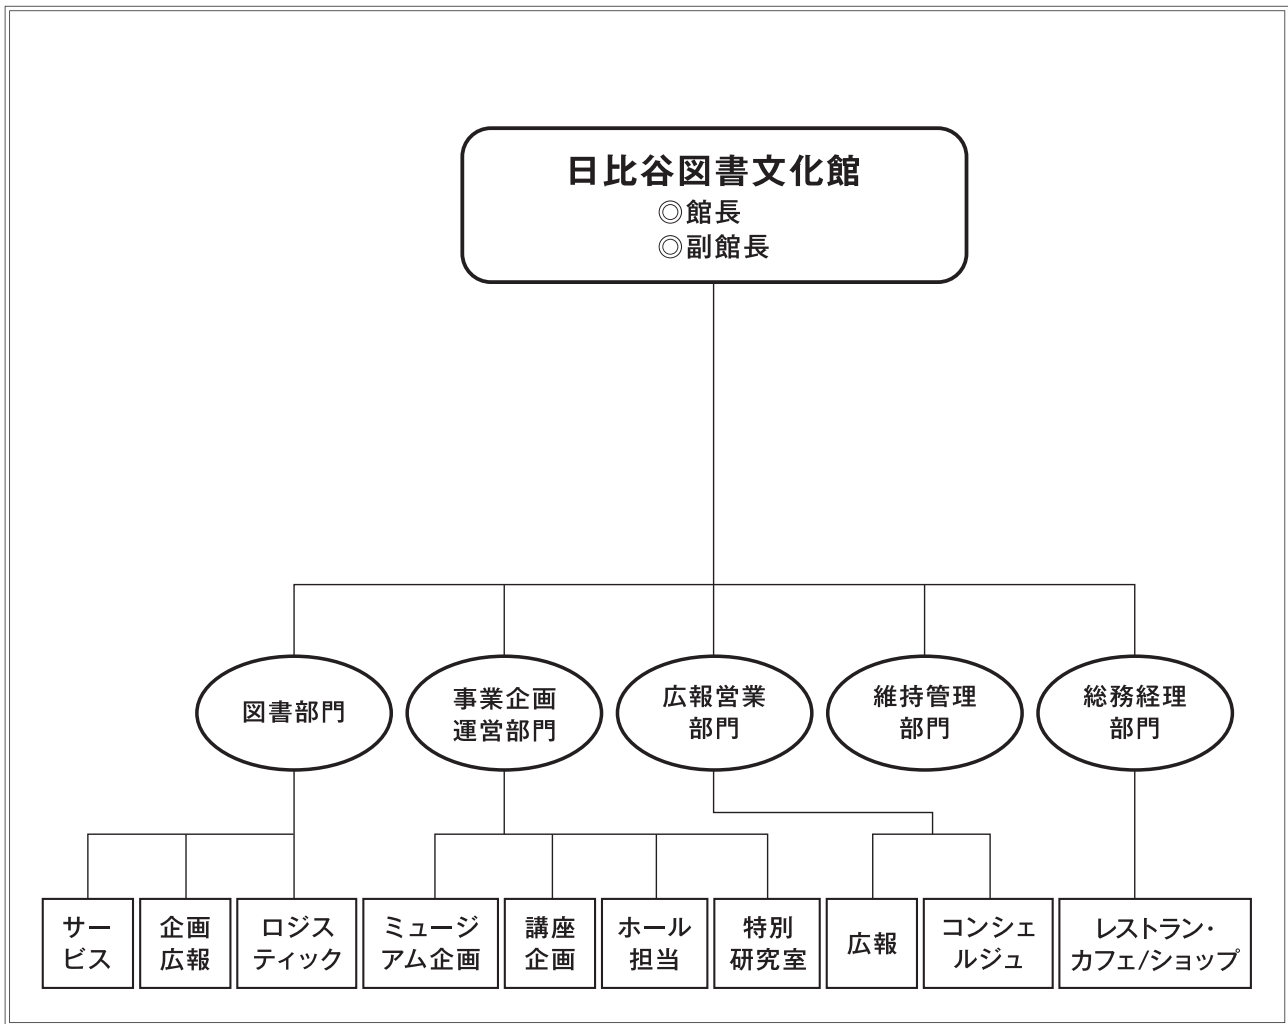 日比谷図書文化館
◎館長
◎副館長
図書部門
事業企画
運営部門
広報営業
部門
維持管理
部門
総務経理
部門
サー
ビス
企画
広報
ロジス
ティック
ミュージ
アム企画
講座
企画
ホール
担当
特別
研究室
広報
コンシェ
ルジュ
レストラン・
カフェ/ショップ